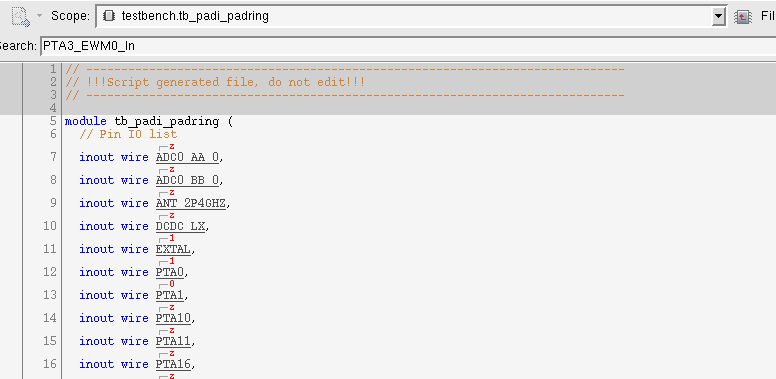 Scope: testbench.tb_padi_padring Fil
Search: PTA3_EWM0_In
1 // ----------------------------------------------------------------------------
2 // !!!Script generated file, do not edit!!!
3 // ----------------------------------------------------------------------------
4
5 module tb_padi_padring (
6 // Pin IO list
z
7 inout wire ADC0_AA_0,
z
8 inout wire ADC0_BB_0,
z
9 inout wire ANT_2P4GHZ,
z
10 inout wire DCDC_LX,
1
11 inout wire EXTAL,
1
12 inout wire PTA0,
0
13 inout wire PTA1,
z
14 inout wire PTA10,
z
15 inout wire PTA11,
z
16 inout wire PTA16,
z